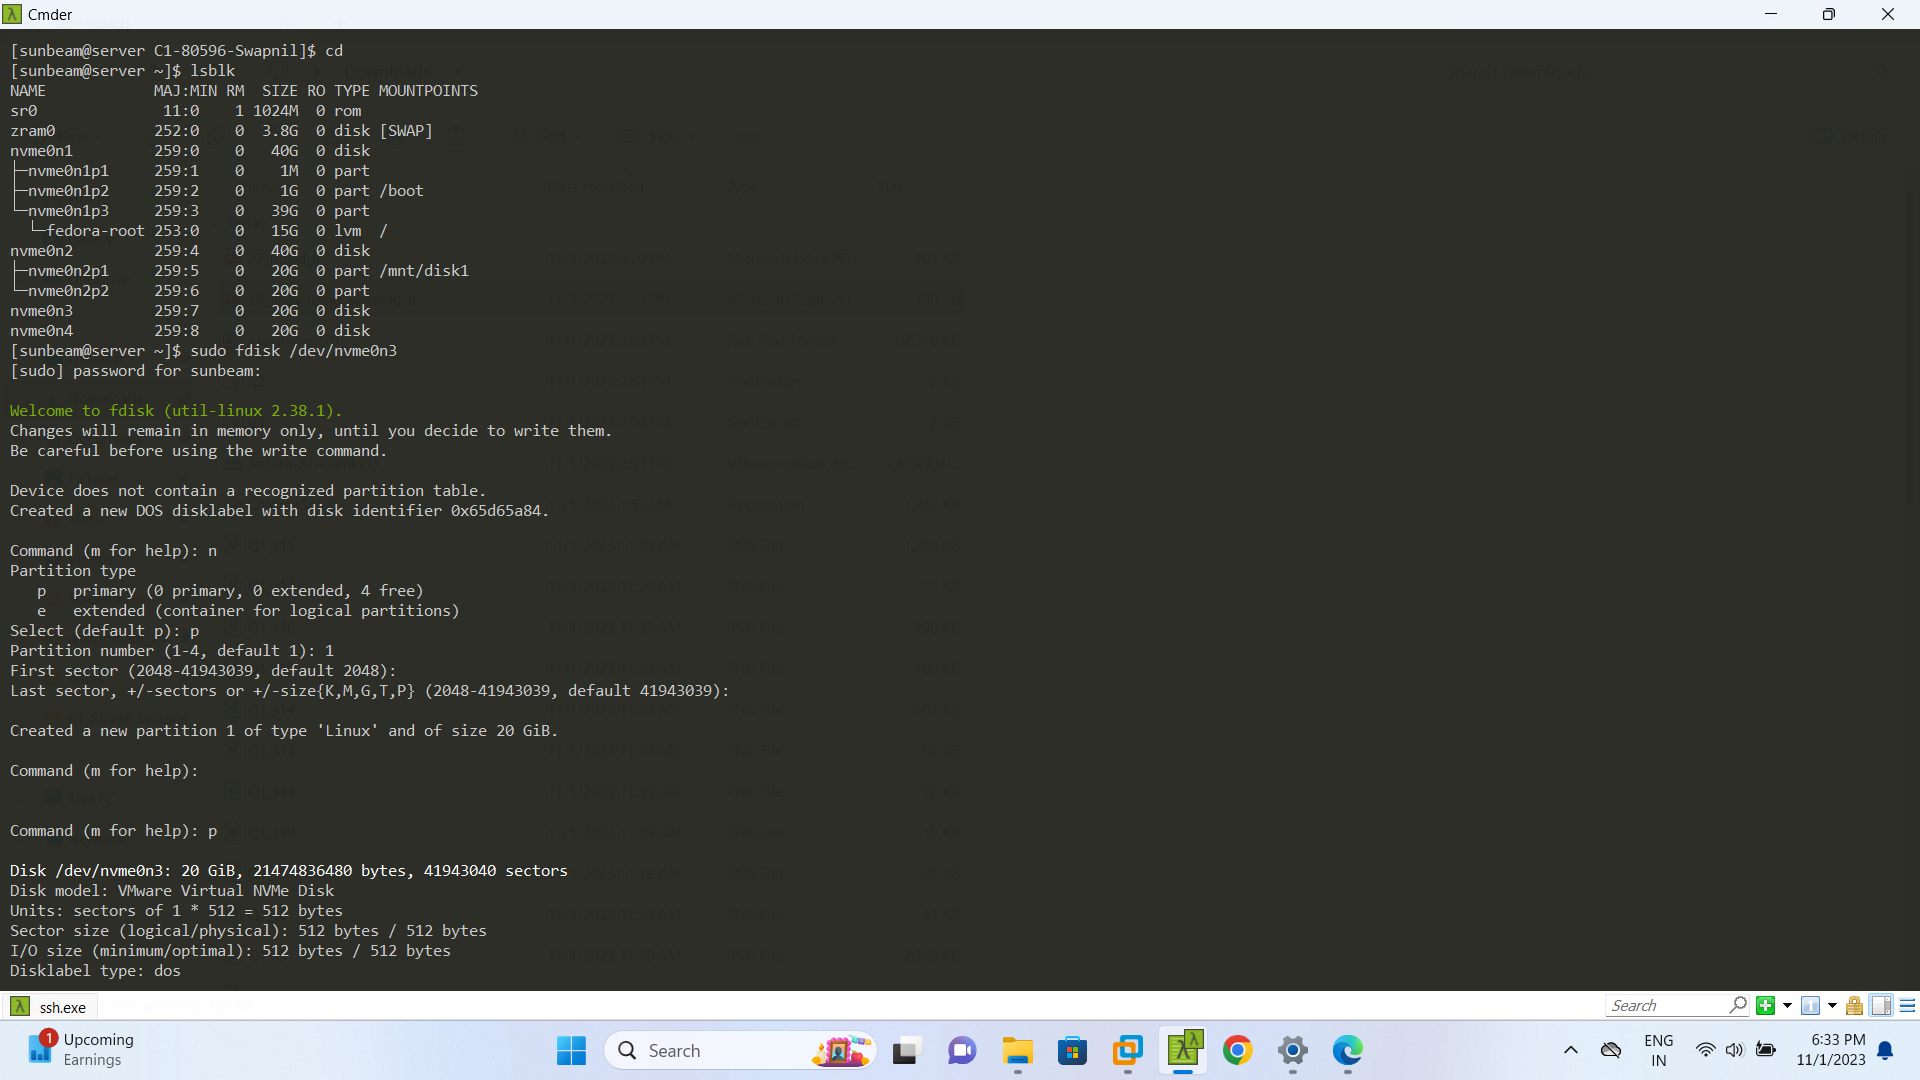 Cmder
[sunbeam@server C1-80596-Swapnil]$ cd
[sunbeam@server ~]$ lsblk
NAME            MAJ:MIN RM   SIZE RO TYPE MOUNTPOINTS
sr0              11:0    1  1024M  0 rom
zram0           252:0    0   3.8G  0 disk [SWAP]
nvme0n1         259:0    0    40G  0 disk
├─nvme0n1p1     259:1    0     1M  0 part
├─nvme0n1p2     259:2    0     1G  0 part /boot
└─nvme0n1p3     259:3    0    39G  0 part
  └─fedora-root 253:0    0    15G  0 lvm  /
nvme0n2         259:4    0    40G  0 disk
├─nvme0n2p1     259:5    0    20G  0 part /mnt/disk1
└─nvme0n2p2     259:6    0    20G  0 part
nvme0n3         259:7    0    20G  0 disk
nvme0n4         259:8    0    20G  0 disk
[sunbeam@server ~]$ sudo fdisk /dev/nvme0n3
[sudo] password for sunbeam:
Welcome to fdisk (util-linux 2.38.1).
Changes will remain in memory only, until you decide to write them.
Be careful before using the write command.
Device does not contain a recognized partition table.
Created a new DOS disklabel with disk identifier 0x65d65a84.
Command (m for help): n
Partition type
   p   primary (0 primary, 0 extended, 4 free)
   e   extended (container for logical partitions)
Select (default p): p
Partition number (1-4, default 1): 1
First sector (2048-41943039, default 2048):
Last sector, +/-sectors or +/-size{K,M,G,T,P} (2048-41943039, default 41943039):
Created a new partition 1 of type 'Linux' and of size 20 GiB.
Command (m for help):
Command (m for help): p
Disk /dev/nvme0n3: 20 GiB, 21474836480 bytes, 41943040 sectors
Disk model: VMware Virtual NVMe Disk
Units: sectors of 1 * 512 = 512 bytes
Sector size (logical/physical): 512 bytes / 512 bytes
I/O size (minimum/optimal): 512 bytes / 512 bytes
Disklabel type: dos
ssh.exe
Search
1
Upcoming
Earnings
Search
ENG
IN
6:33 PM
11/1/2023